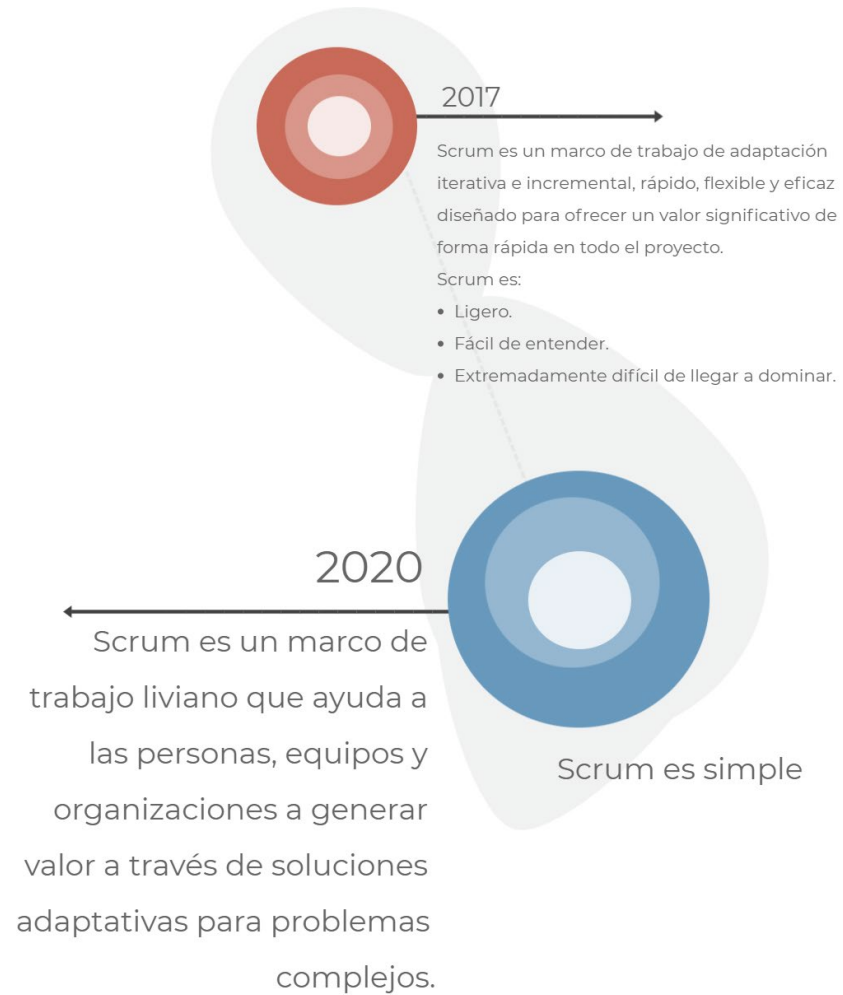 2017
Scrum es un marco de trabajo de adaptación
iterativa e incremental, rápido, flexible y eficaz
diseñado para ofrecer un valor significativo de
forma rápida en todo el proyecto.
Scrum es:
• Ligero.
• Fácil de entender.
• Extremadamente difícil de llegar a dominar.
2020
Scrum es un marco de
trabajo liviano que ayuda a
las personas, equipos y
organizaciones a generar
valor a través de soluciones
adaptativas para problemas
complejos.
Scrum es simple